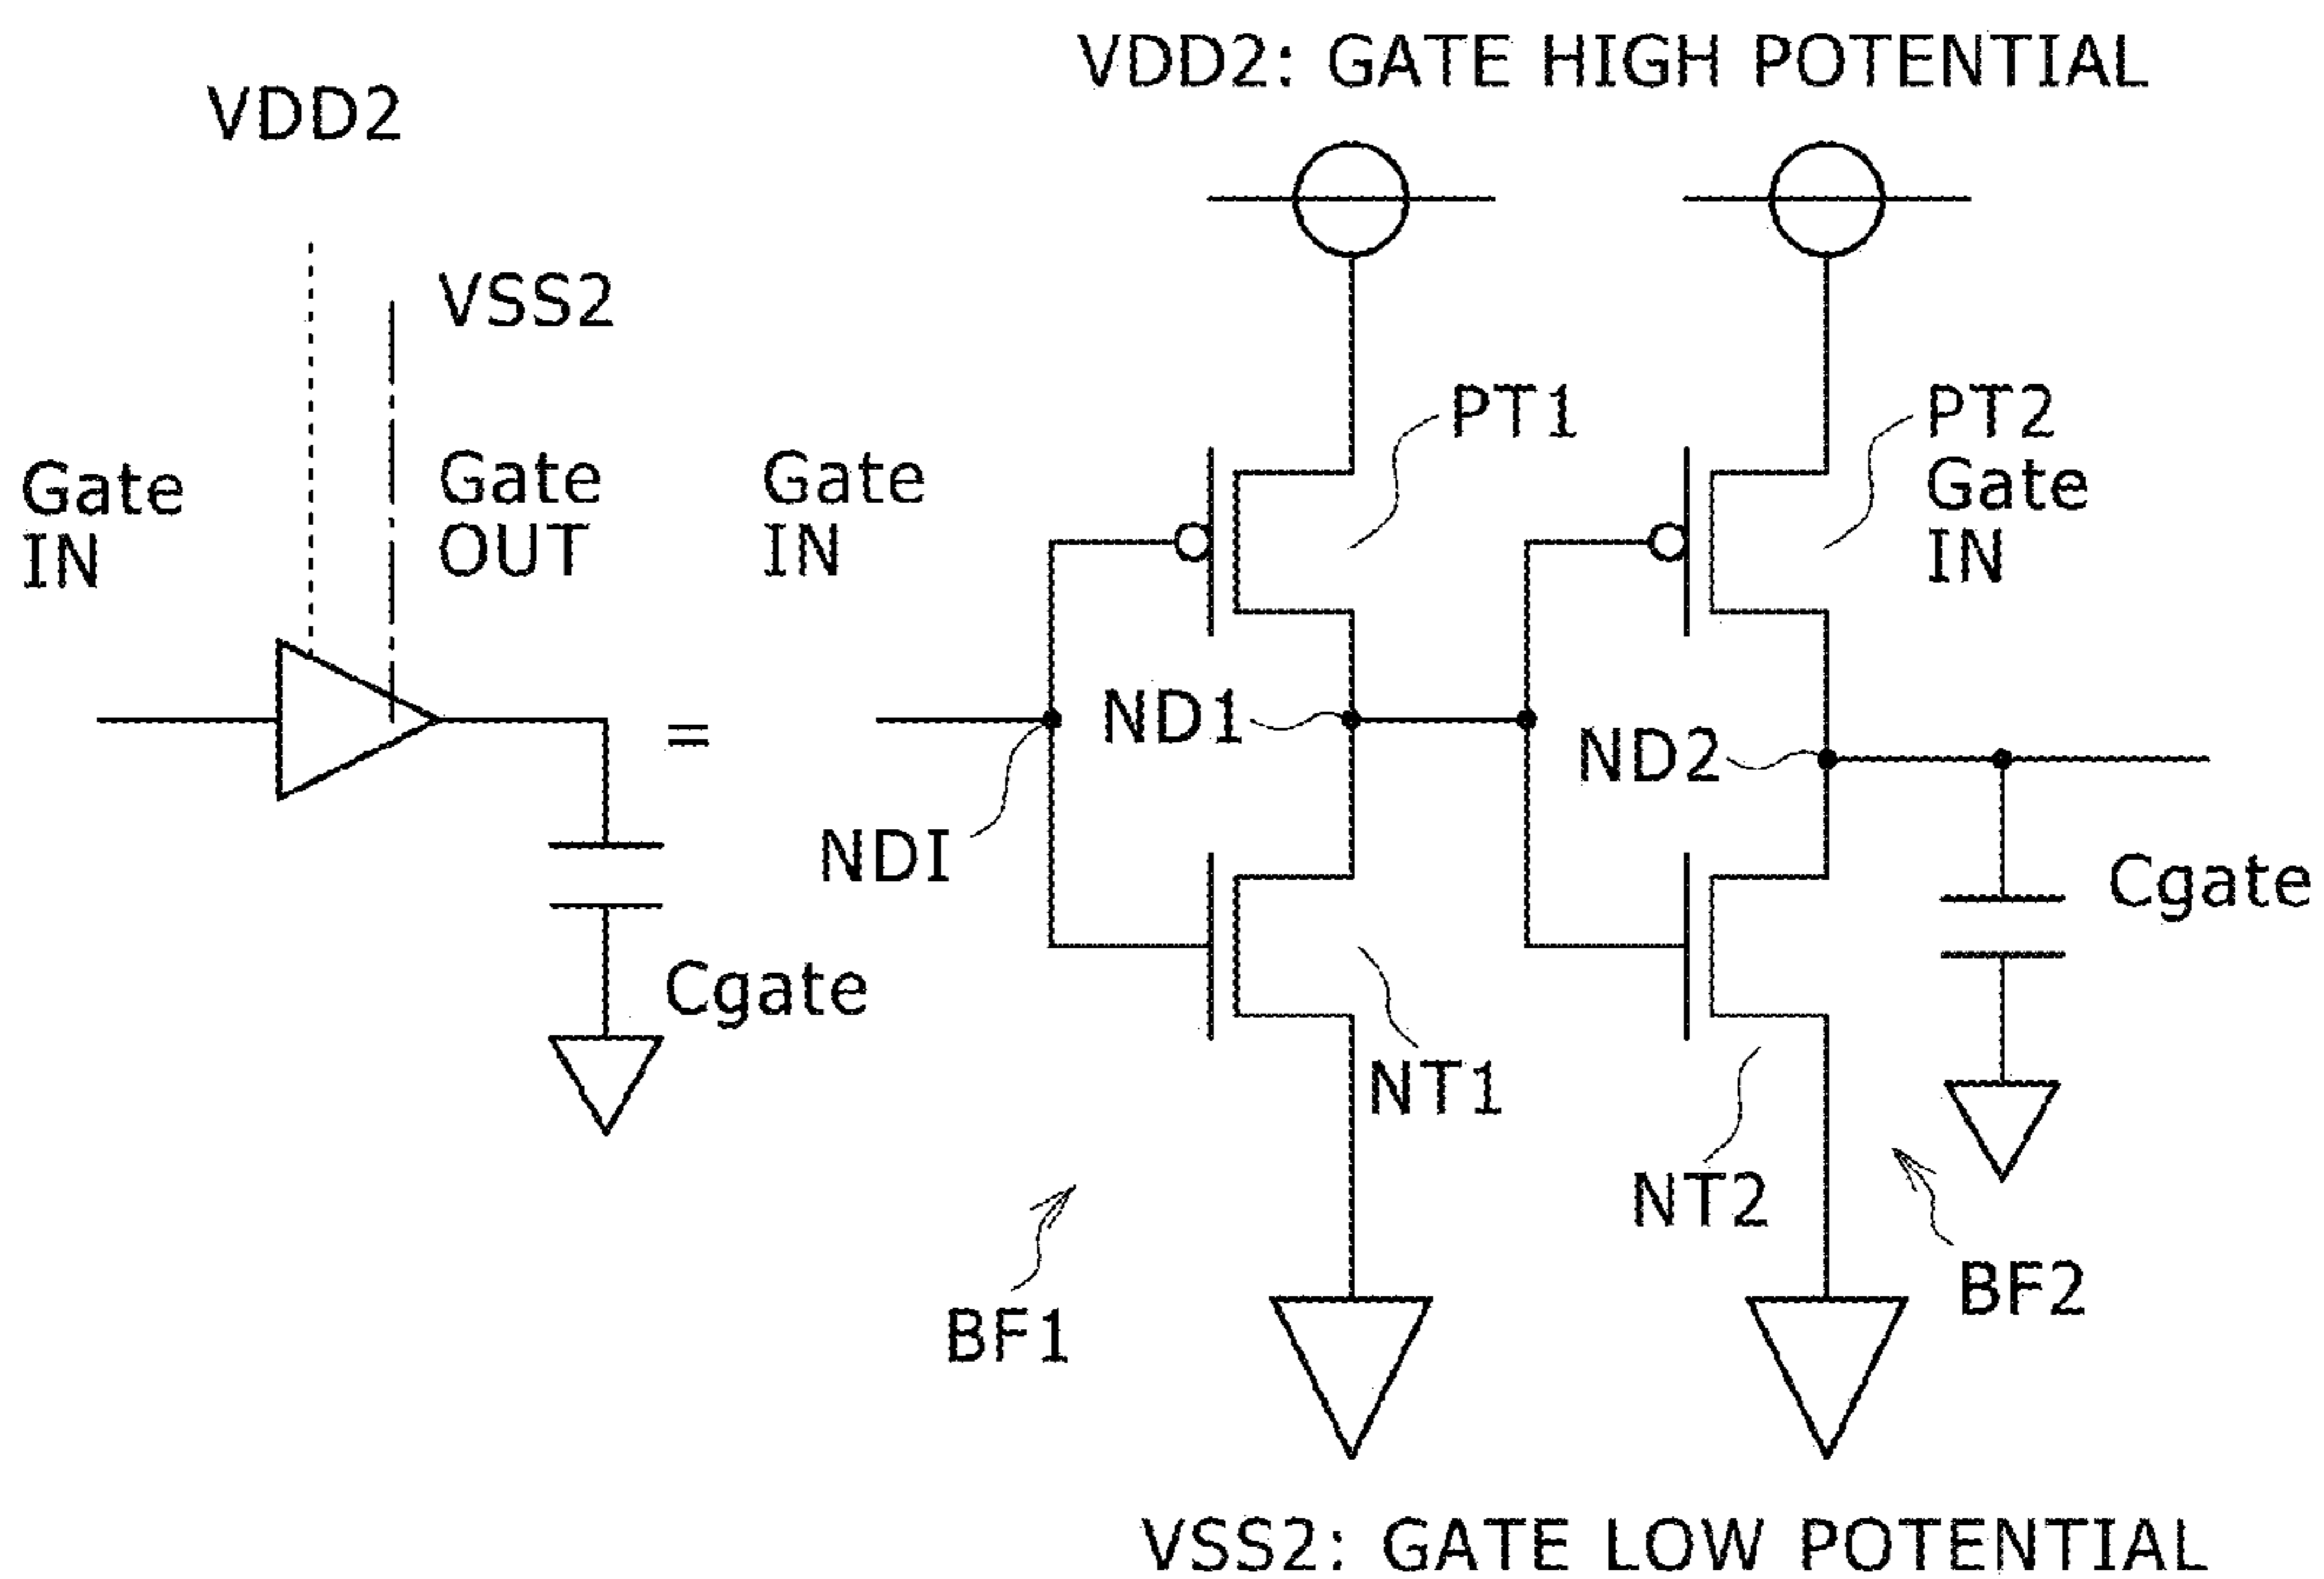 VDD2: GATE HIGH POTENTIAL
VDD2
VSS2
PT1
PT2
Gate
IN
Gate
OUT
Gate
IN
Gate
IN
=
ND1
ND2
NDI
Cgate
Cgate
NT1
NT2
BF1
BF2
VSS2: GATE LOW POTENTIAL